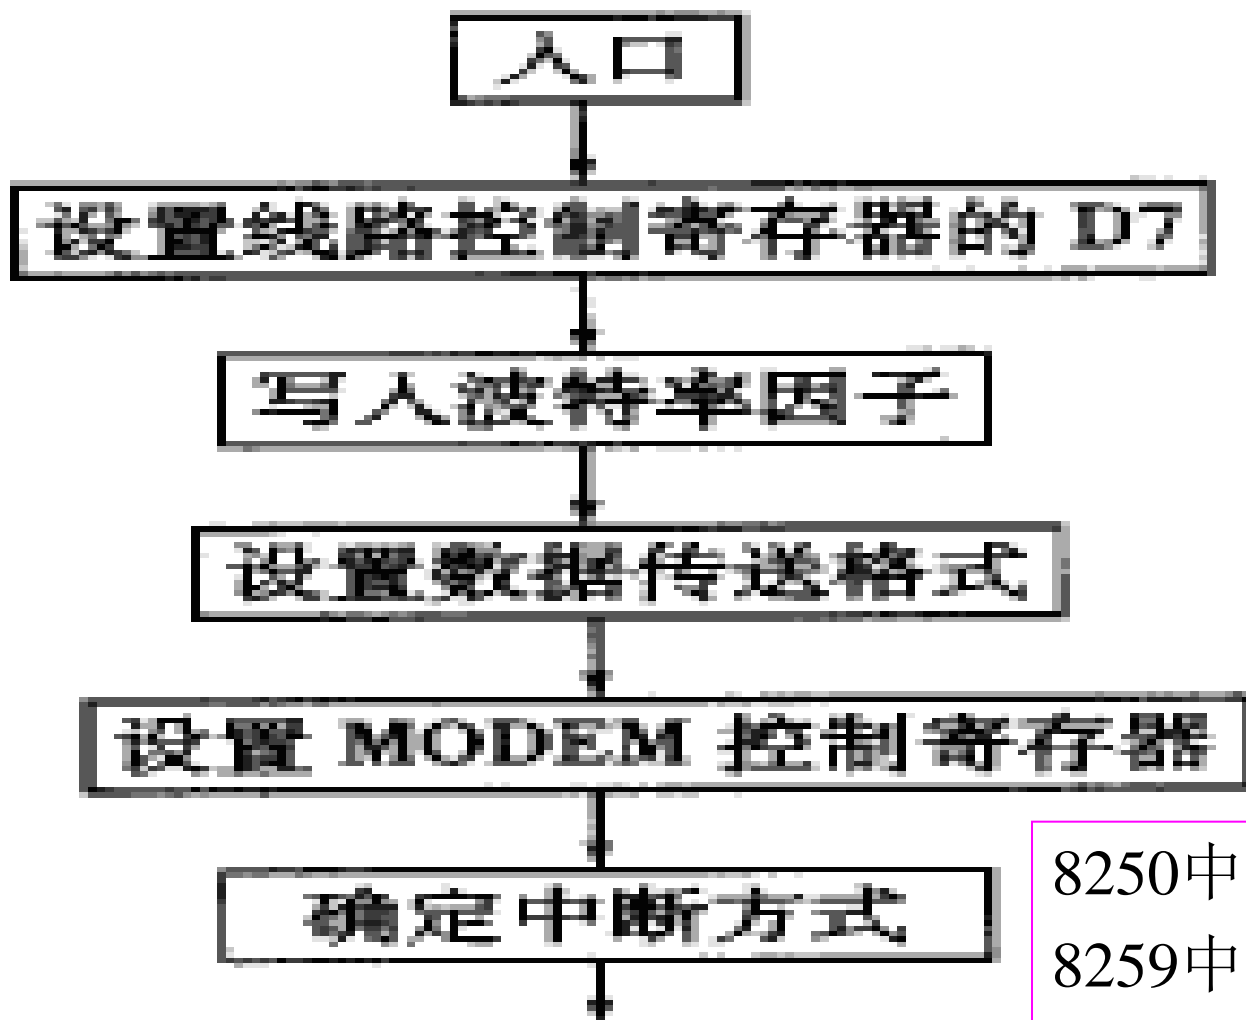 入口
设置线路控制寄存器的 D7
写入波特率因子
设置数据传送格式
设置 MODEM 控制寄存器
确定中断方式
8250中
8259中